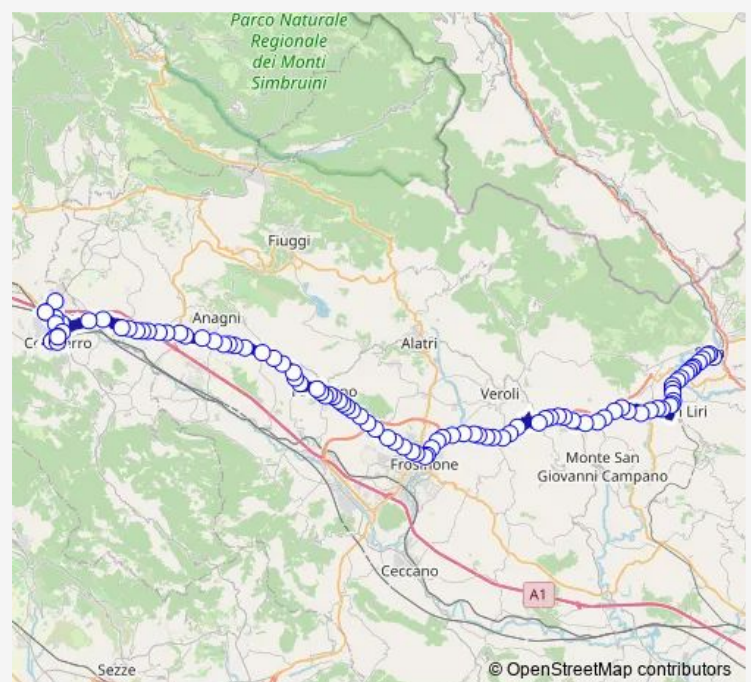 Parco Naturale
Regionale
dei Monti
Simbruini
Fiuggi
Anagni
Alatri
Veroli
Liri
Frosinone
Monte San
Giovanni Campano
Ceccano
A1
Sezze
© OpenStreetMap contributors